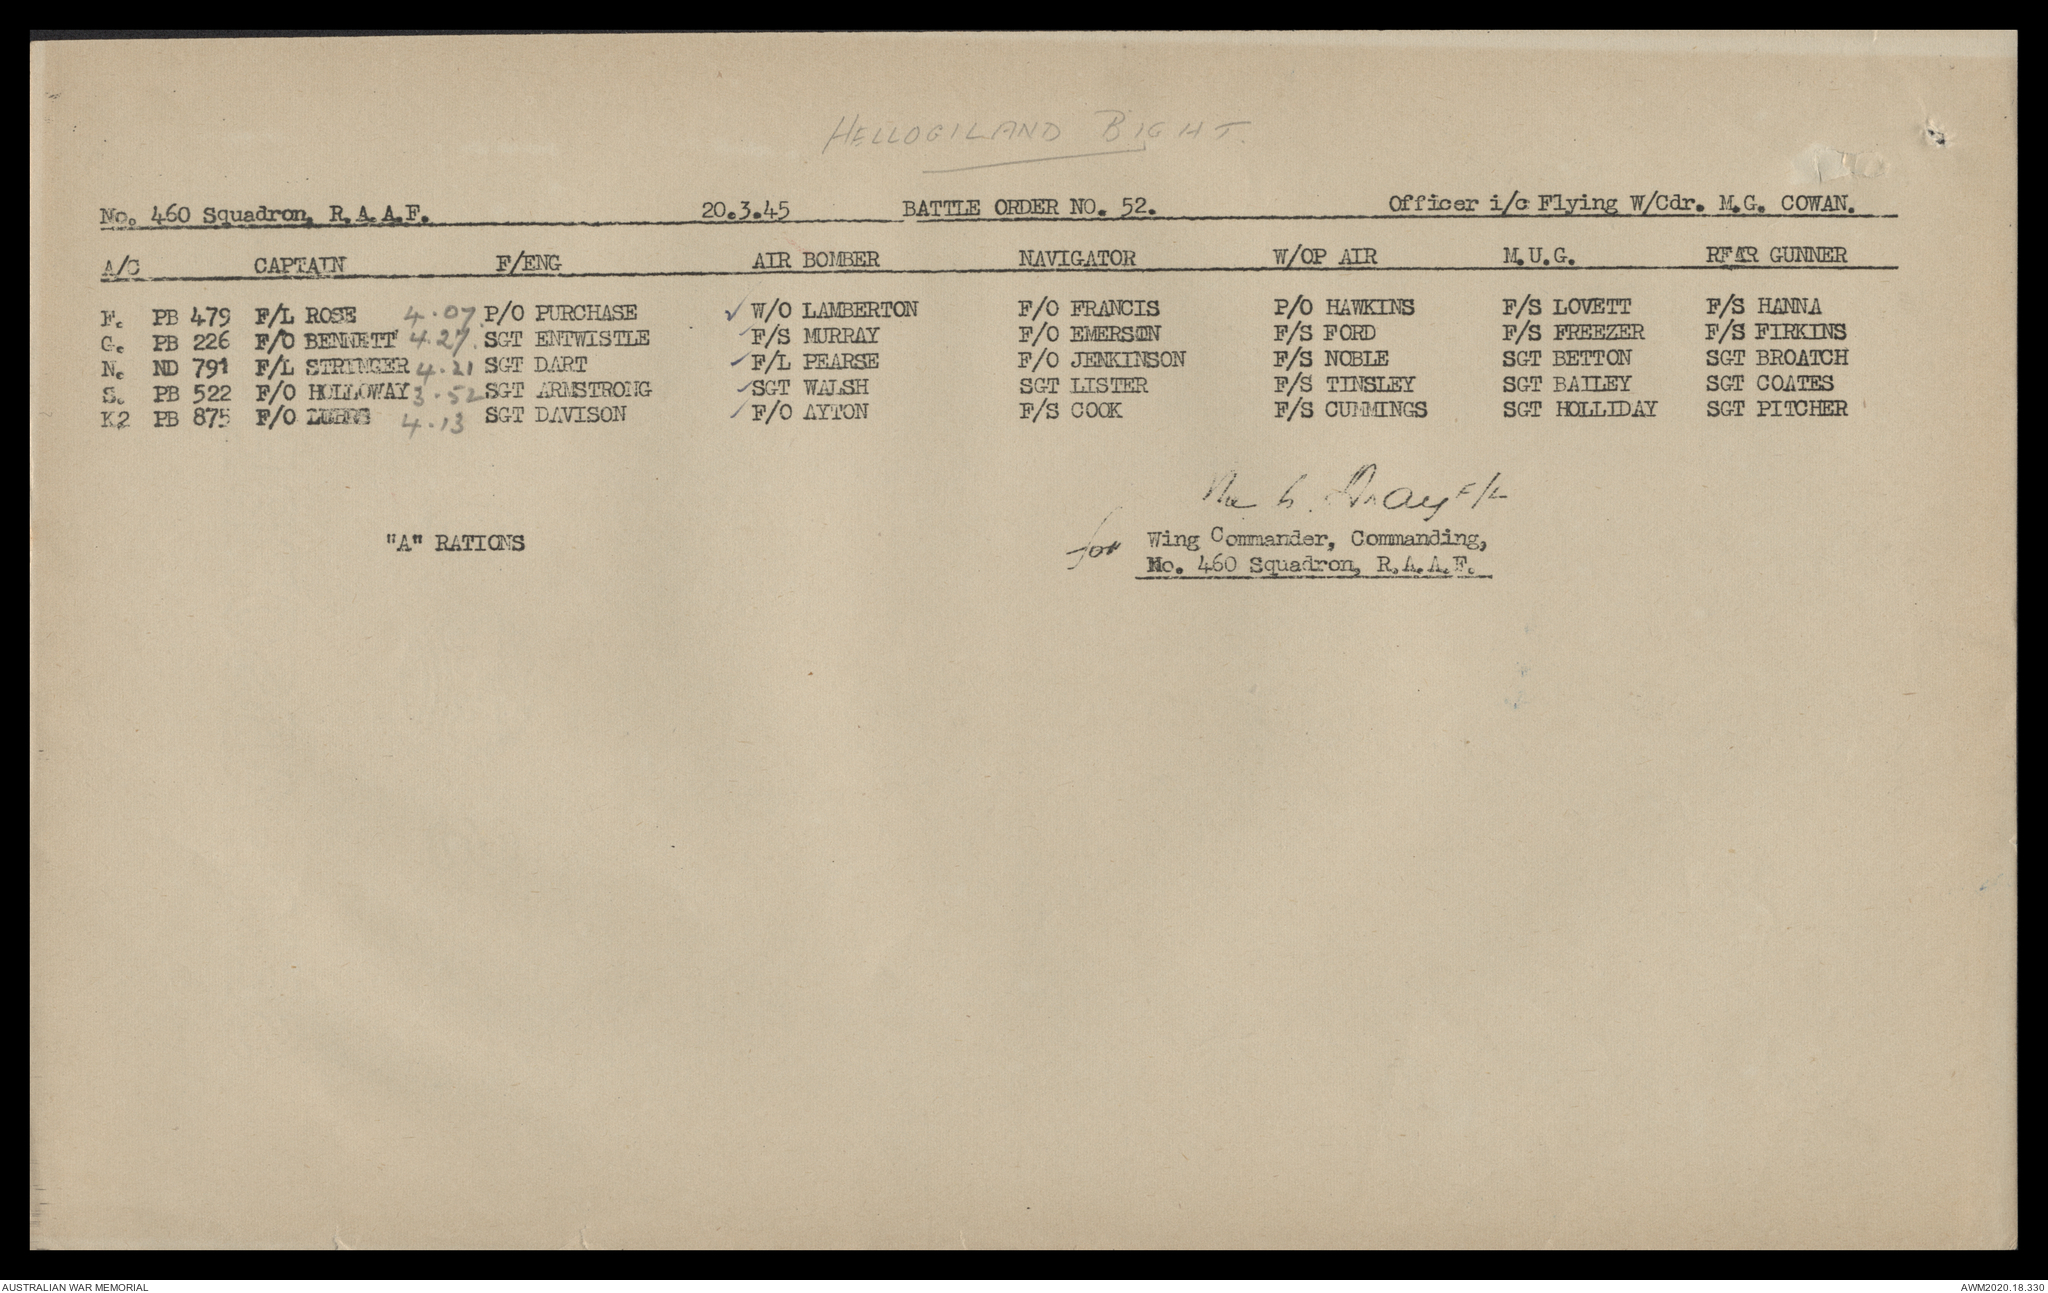 HELLOGILAND BIGHT.
No. 460 Squadron, R.A.A.F. 20.3.45 BATTLE ORDER NO. 52. Officer i/c Flying W/Cdr. M.G. COWAN.
A/C CAPTAIN F/ENG AIR BOMBER NAVIGATOR W/OP AIR M.U.G. REAR GUNNER
F. PB 479 F/L ROSE 4.07 P/O PURCHASE ✓ W/O LAMBERTON F/O FRANCIS P/O HAWKINS F/S LOVETT F/S HANNA
G. PB 226 F/O BENNETT 4.27 SGT ENTWISTLE F/S MURRAY F/O EMERSON F/S FORD F/S FREEZER F/S FIRKINS
N. ND 791 F/L STRINGER 4.21 SGT DART ✓ F/L PEARSE F/O JENKINSON F/S NOBLE SGT BETTON SGT BROATCH
S. PB 522 F/O HOLLOWAY 3.52 SGT ARMSTRONG ✓ SGT WALSH SGT LISTER F/S TINSLEY SGT BAILEY SGT COATES
K2 PB 875 F/O LUHRS 4.13 SGT DAVISON ✓ F/O AYTON F/S COOK F/S CUMMINGS SGT HOLLIDAY SGT PITCHER
F/L
"A" RATIONS
for Wing Commander, Commanding,
No. 460 Squadron, R.A.A.F.
AUSTRALIAN WAR MEMORIAL AWM2020.18.330